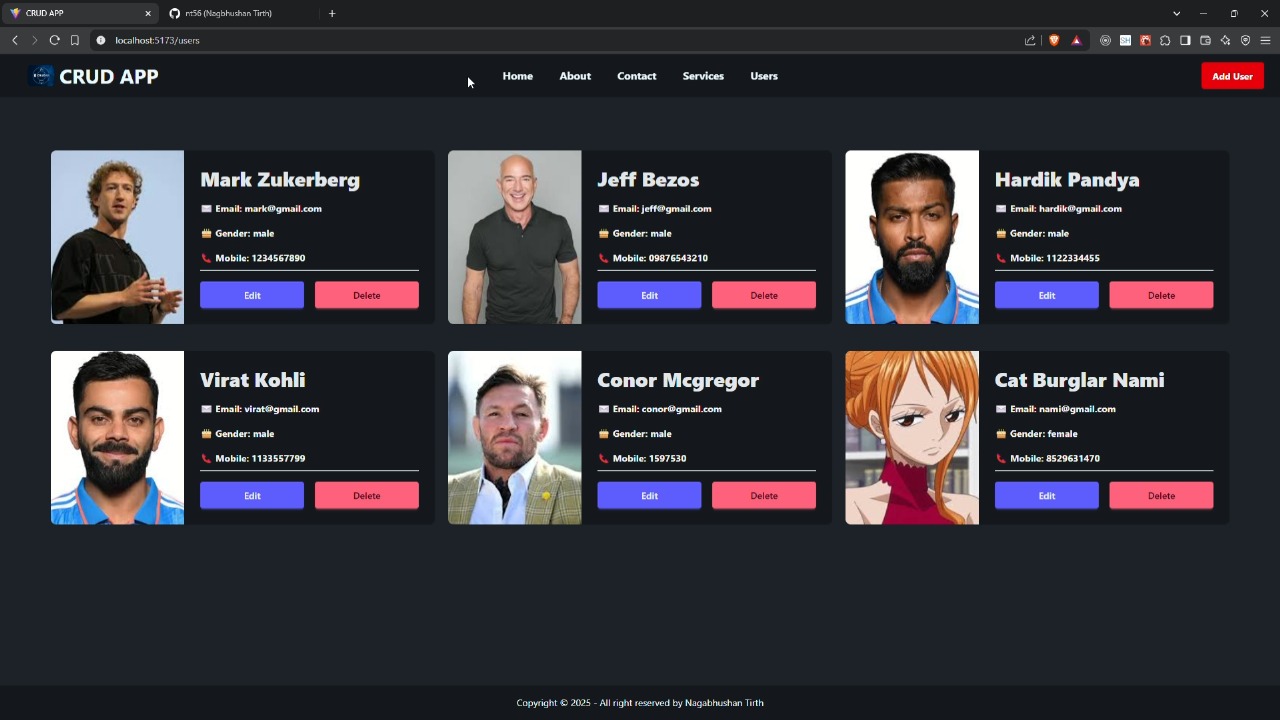 CRUD APP
nt56 (Nagbhushan Tirth)
localhost:5173/users
CRUD APP
Home About Contact Services Users
Add User
Mark Zukerberg
Email: mark@gmail.com
Gender: male
Mobile: 1234567890
Edit Delete
Jeff Bezos
Email: jeff@gmail.com
Gender: male
Mobile: 09876543210
Edit Delete
Hardik Pandya
Email: hardik@gmail.com
Gender: male
Mobile: 1122334455
Edit Delete
Virat Kohli
Email: virat@gmail.com
Gender: male
Mobile: 1133557799
Edit Delete
Conor Mcgregor
Email: conor@gmail.com
Gender: male
Mobile: 1597530
Edit Delete
Cat Burglar Nami
Email: nami@gmail.com
Gender: female
Mobile: 8529631470
Edit Delete
Copyright © 2025 - All right reserved by Nagabhushan Tirth